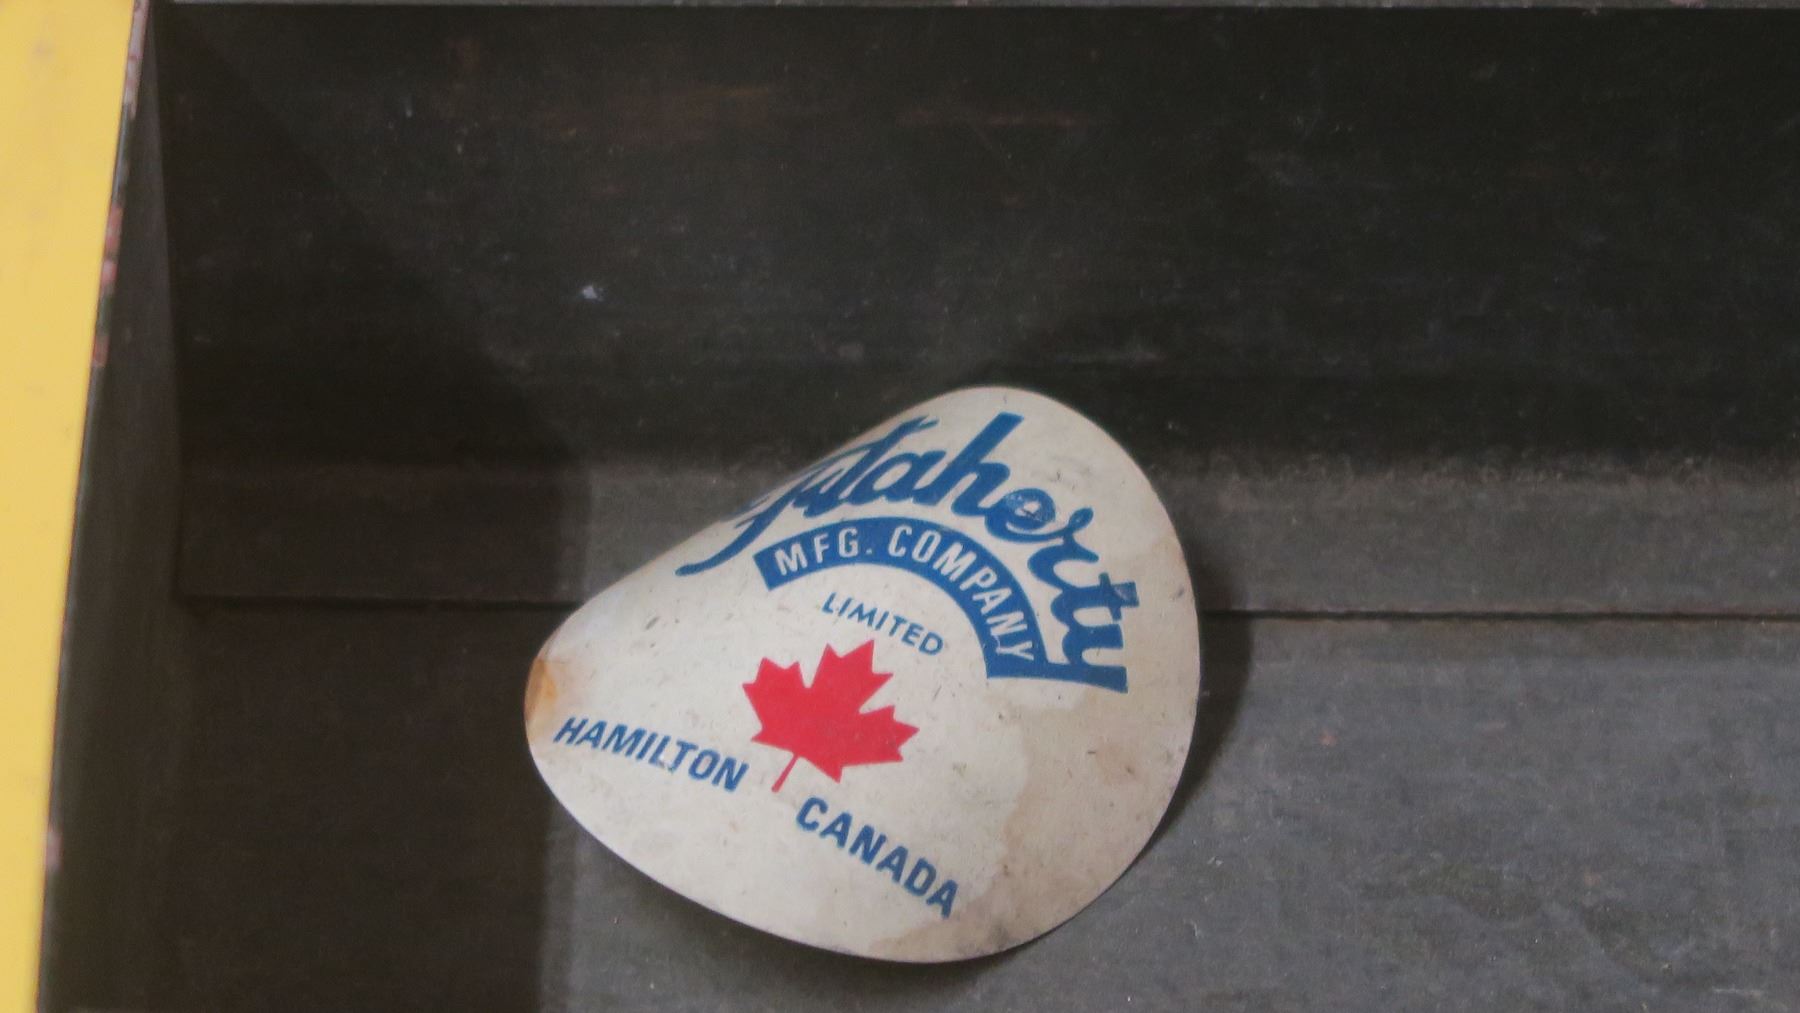 Flaherty
MFG. COMPANY
LIMITED
HAMILTON CANADA